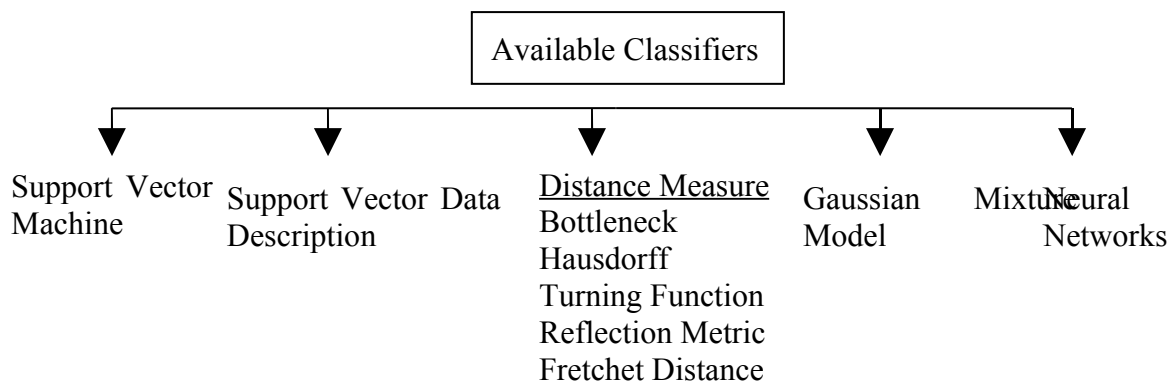 Available Classifiers
Support Vector
Machine
Support Vector Data
Description
Distance Measure
Bottleneck
Hausdorff
Turning Function
Reflection Metric
Fretchet Distance
Gaussian Mixture
Model
Neural
Networks